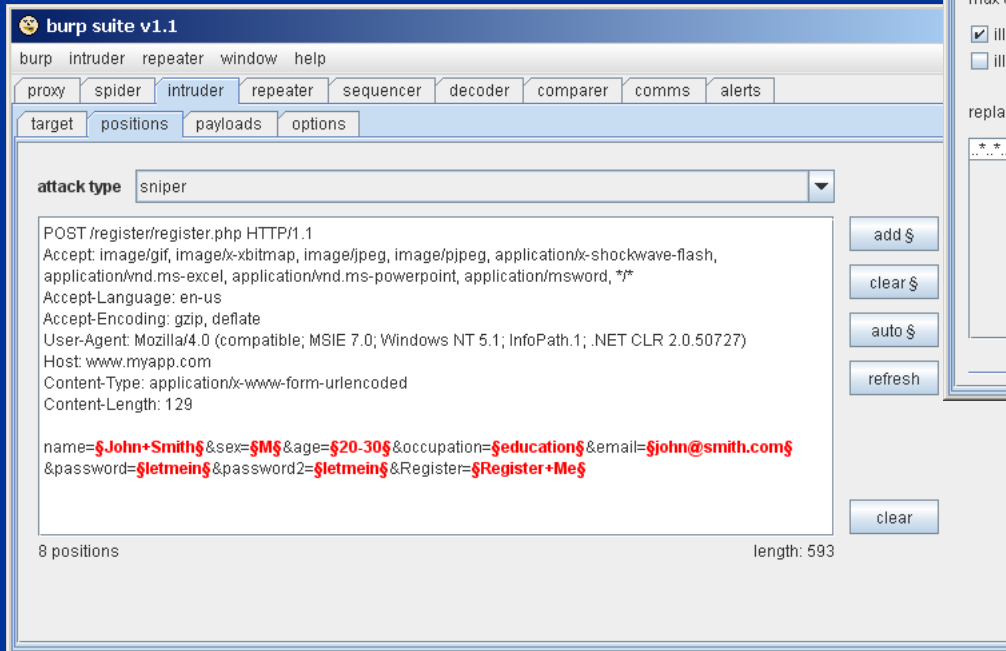 burp suite v1.1
burp intruder repeater window help
proxy spider intruder repeater sequencer decoder comparer comms alerts
target positions payloads options
attack type sniper
POST /register/register.php HTTP/1.1
Accept: image/gif, image/x-xbitmap, image/jpeg, image/pjpeg, application/x-shockwave-flash,
application/vnd.ms-excel, application/vnd.ms-powerpoint, application/msword, */*
Accept-Language: en-us
Accept-Encoding: gzip, deflate
User-Agent: Mozilla/4.0 (compatible; MSIE 7.0; Windows NT 5.1; InfoPath.1; .NET CLR 2.0.50727)
Host: www.myapp.com
Content-Type: application/x-www-form-urlencoded
Content-Length: 129
name=§John+Smith§&sex=§M§&age=§20-30§&occupation=§education§&email=§john@smith.com§
&password=§letmein§&password2=§letmein§&Register=§Register+Me§
8 positions
length: 593
add §
clear §
auto §
refresh
clear
ill
ill
repla